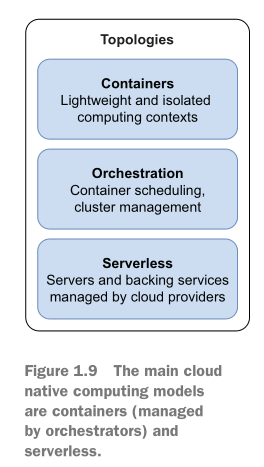 Topologies
Containers
Lightweight and isolated
computing contexts
Orchestration
Container scheduling,
cluster management
Serverless
Servers and backing services
managed by cloud providers
Figure 1.9 The main cloud
native computing models
are containers (managed
by orchestrators) and
serverless.